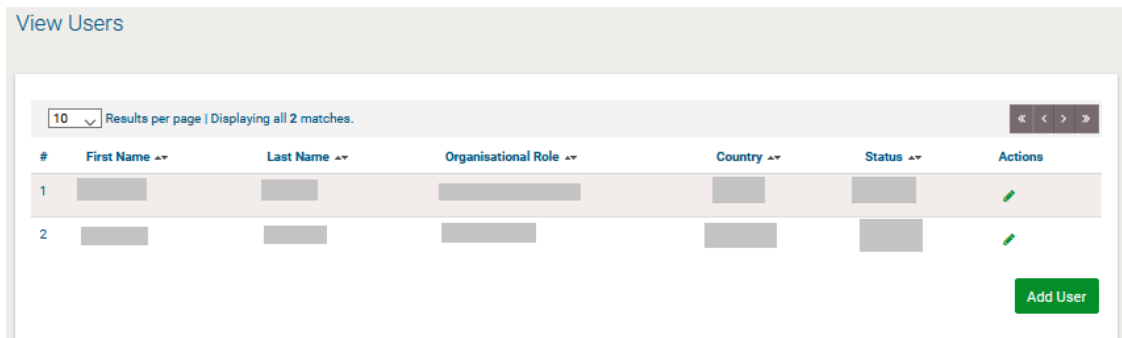 View Users
10 Results per page | Displaying all 2 matches. « < > »
# First Name Last Name Organisational Role Country Status Actions
1
2
Add User